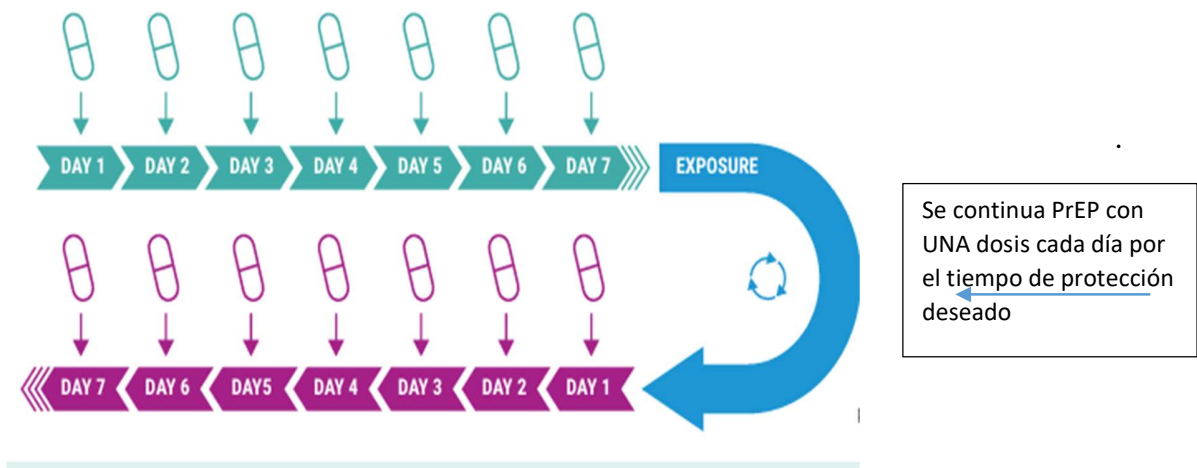 DAY 1 DAY 2 DAY 3 DAY 4 DAY 5 DAY 6 DAY 7 EXPOSURE
.
Se continua PrEP con
UNA dosis cada día por
el tiempo de protección
deseado
DAY 7 DAY 6 DAY5 DAY 4 DAY 3 DAY 2 DAY 1